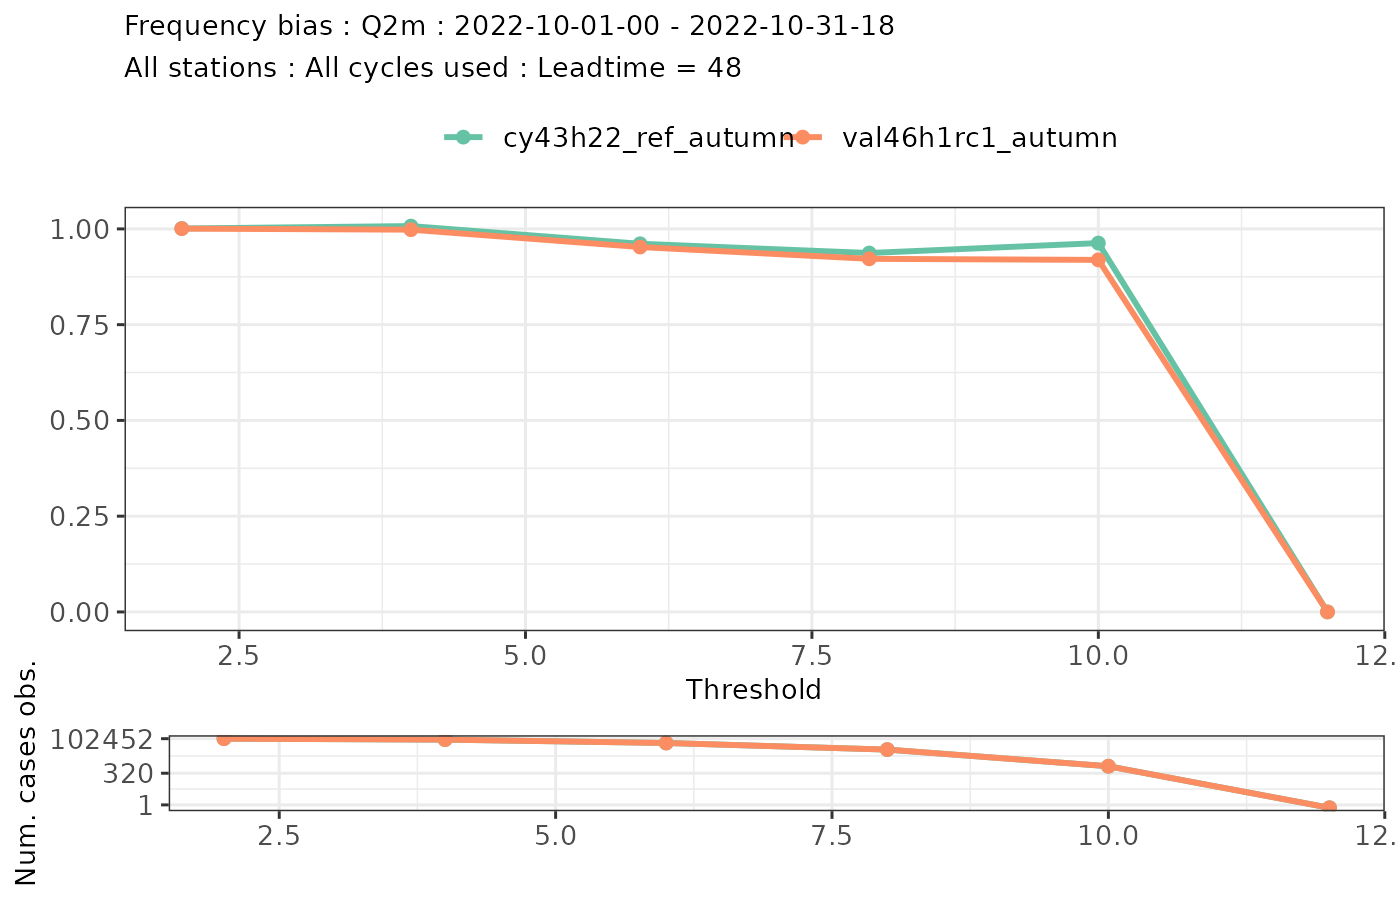 Frequency bias : Q2m : 2022-10-01-00 - 2022-10-31-18
All stations : All cycles used : Leadtime = 48
cy43h22_ref_autumn val46h1rc1_autumn
1.00
0.75
0.50
0.25
0.00
2.5 5.0 7.5 10.0 12.
Threshold
Num. cases obs.
102452
320
1
2.5 5.0 7.5 10.0 12.